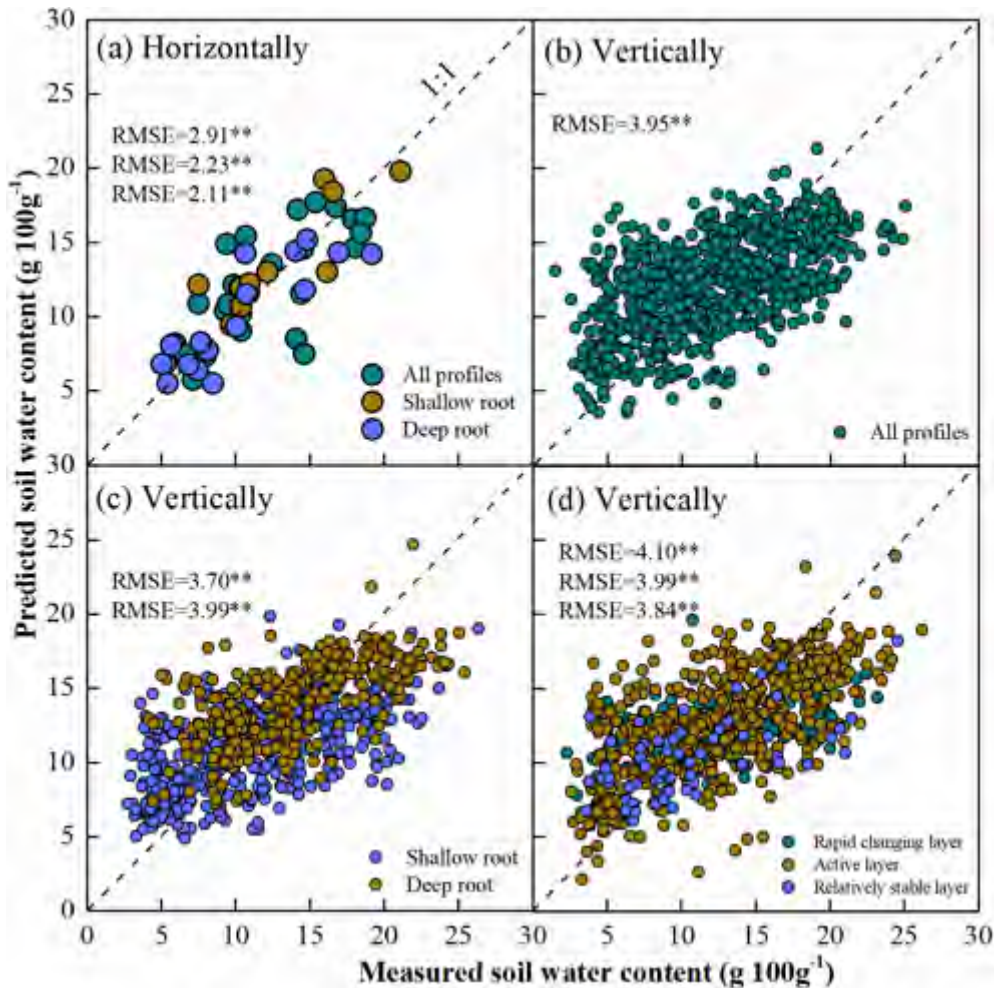 30
(a) Horizontally
1:1
(b) Vertically
25
RMSE=2.91**
RMSE=2.23**
RMSE=2.11**
RMSE=3.95**
20
15
10
5
30
All profiles
Shallow root
Deep root
All profiles
Predicted soil water content (g 100g⁻¹)
(c) Vertically
(d) Vertically
25
RMSE=3.70**
RMSE=3.99**
RMSE=4.10**
RMSE=3.99**
RMSE=3.84**
20
15
10
5
0
Shallow root
Deep root
Rapid changing layer
Active layer
Relatively stable layer
0 5 10 15 20 25 30 5 10 15 20 25 30
Measured soil water content (g 100g⁻¹)